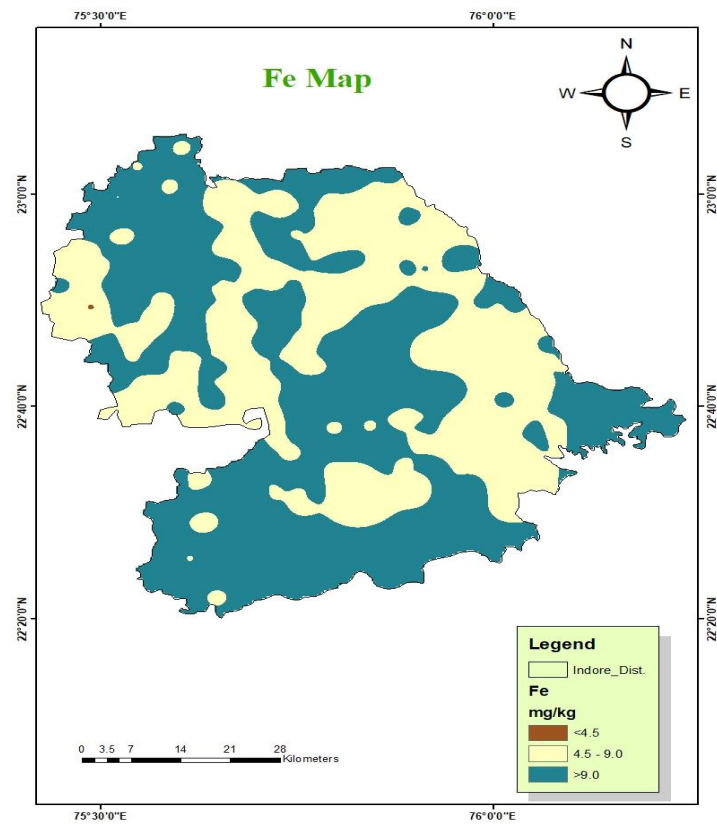 75°30'0"E 76°0'0"E
Fe Map
N
W E
S
23°0'0"N 23°0'0"N
22°40'0"N 22°40'0"N
22°20'0"N 22°20'0"N
Legend
Indore_Dist.
Fe
mg/kg
<4.5
4.5 - 9.0
>9.0
0 3.5 7 14 21 28
Kilometers
75°30'0"E 76°0'0"E